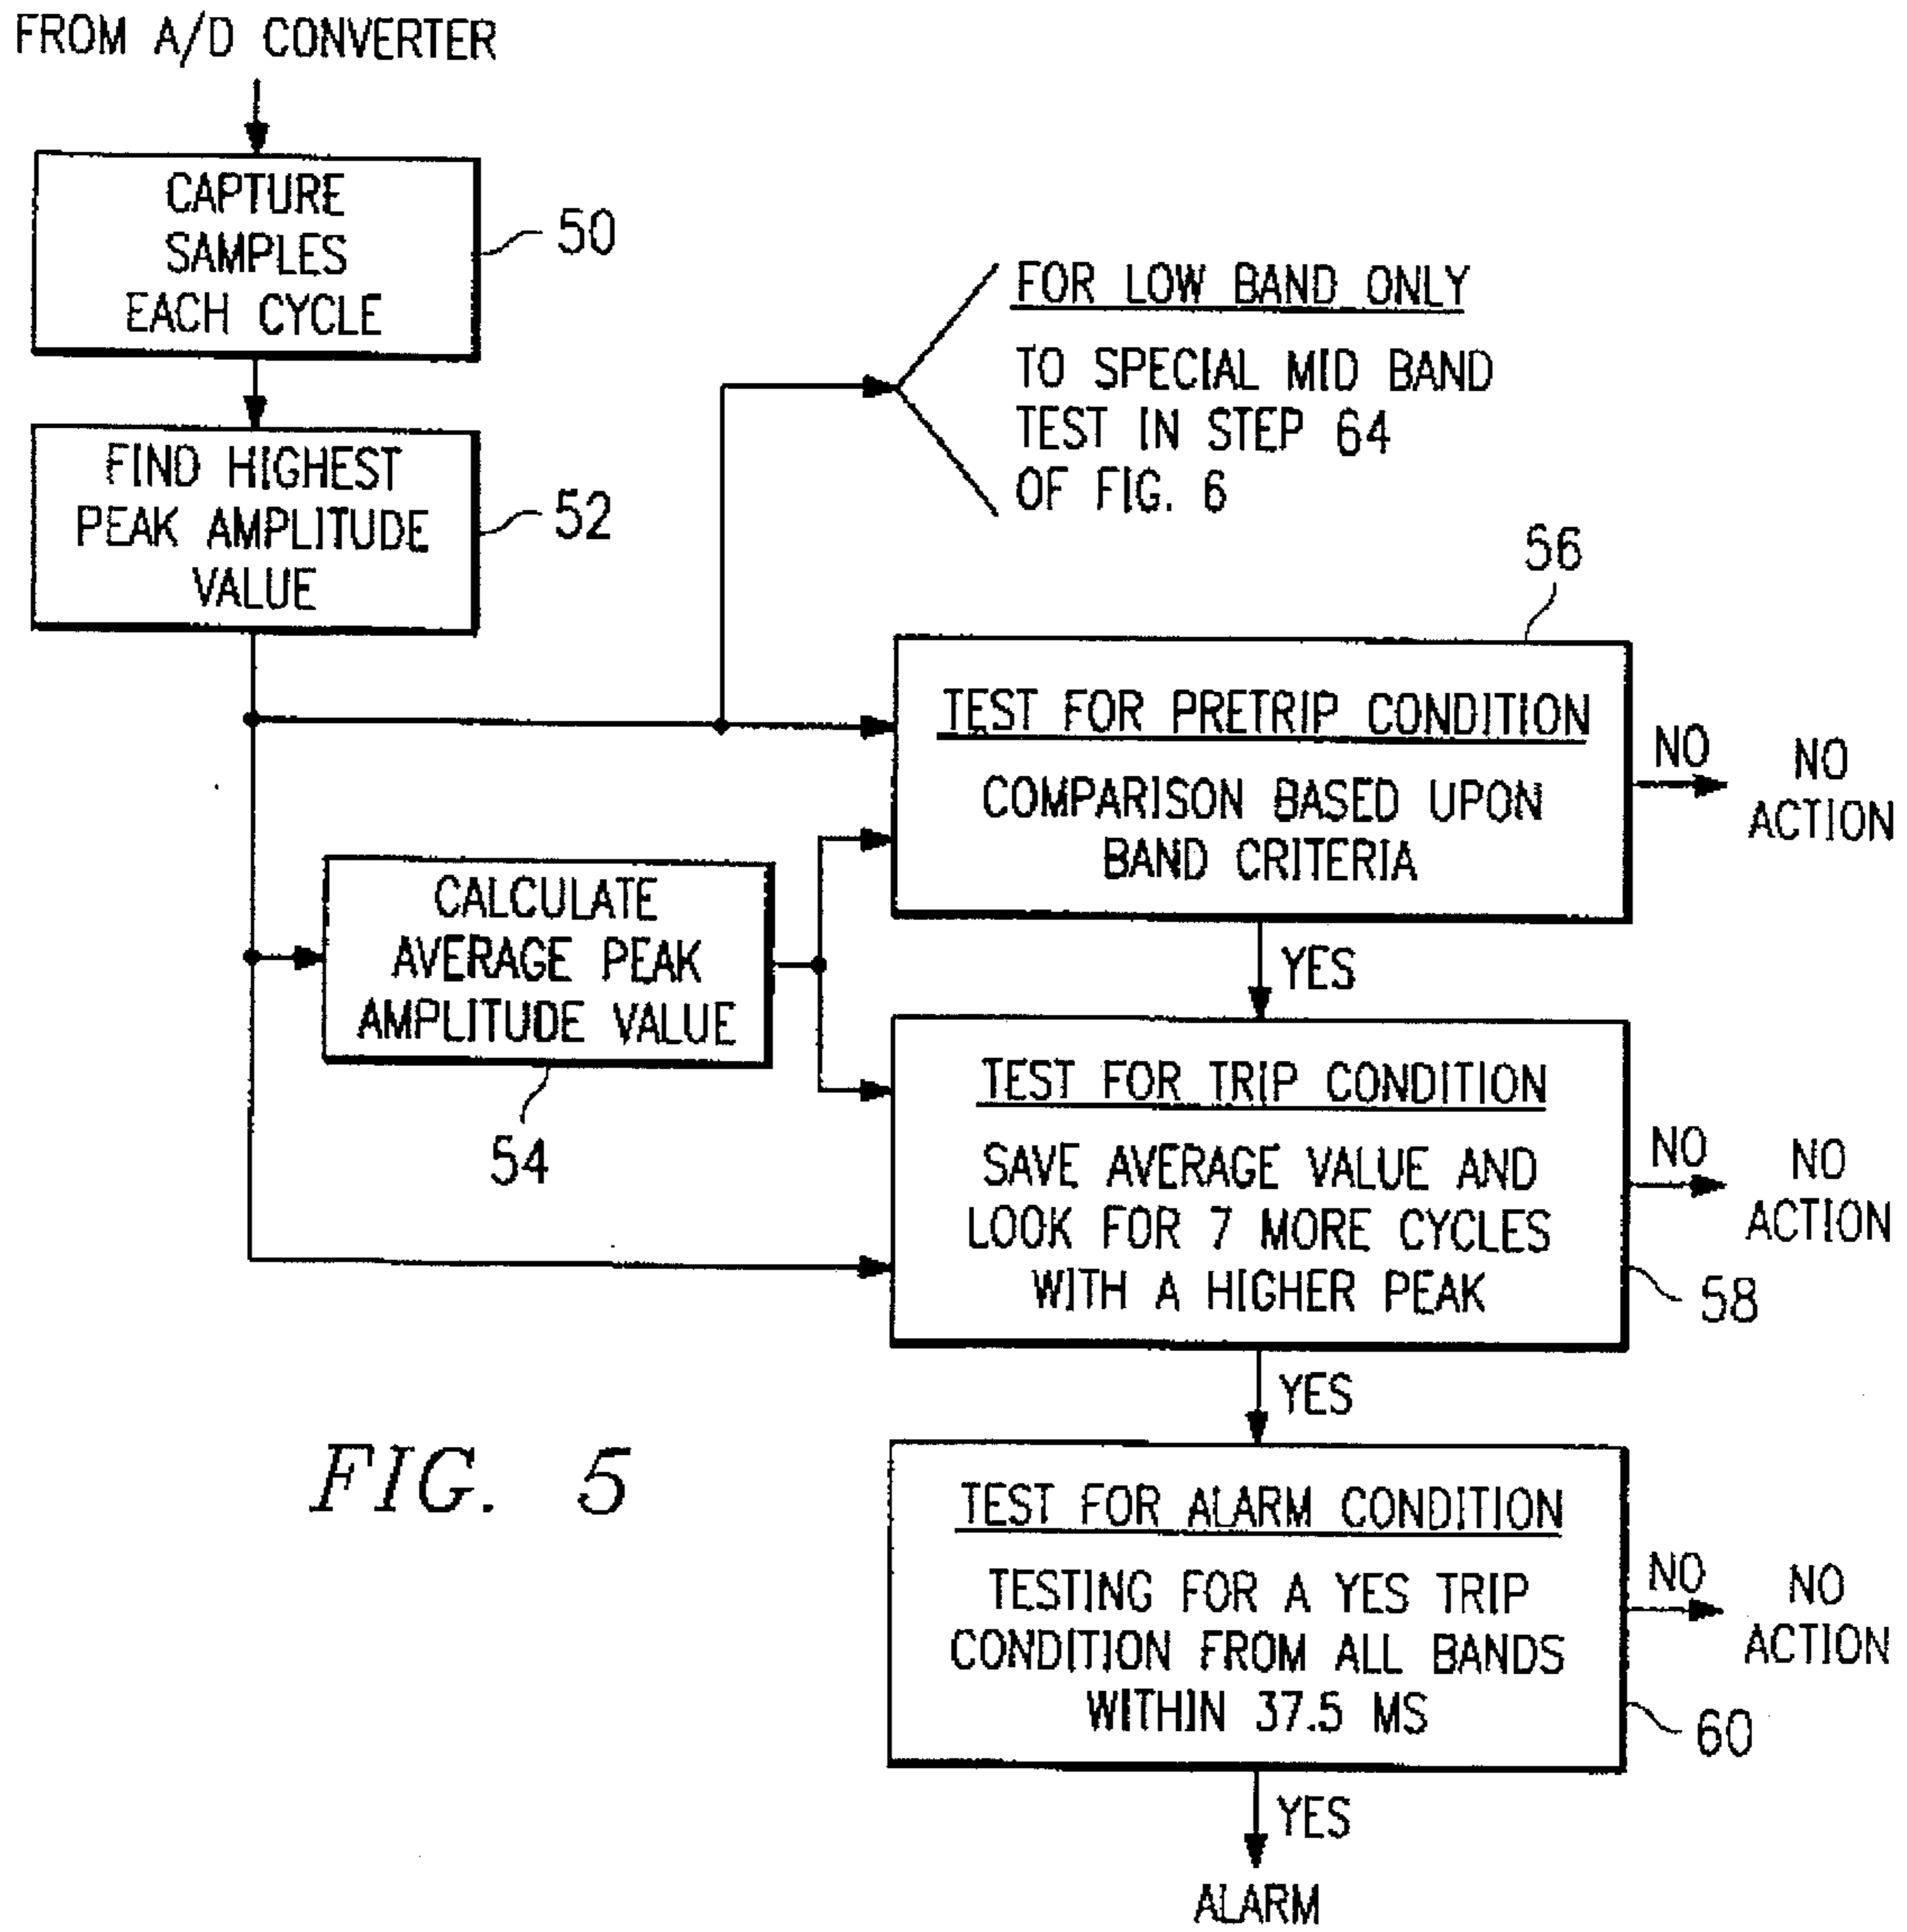 FROM A/D CONVERTER
CAPTURE
SAMPLES
EACH CYCLE
50
FIND HIGHEST
PEAK AMPLITUDE
VALUE
52
FOR LOW BAND ONLY
TO SPECIAL MID BAND
TEST IN STEP 64
OF FIG. 6
56
TEST FOR PRETRIP CONDITION
COMPARISON BASED UPON
BAND CRITERIA
NO
NO
ACTION
YES
CALCULATE
AVERAGE PEAK
AMPLITUDE VALUE
54
TEST FOR TRIP CONDITION
SAVE AVERAGE VALUE AND
LOOK FOR 7 MORE CYCLES
WITH A HIGHER PEAK
NO
NO
ACTION
58
YES
TEST FOR ALARM CONDITION
TESTING FOR A YES TRIP
CONDITION FROM ALL BANDS
WITHIN 37.5 MS
NO
NO
ACTION
60
YES
ALARM
FIG. 5